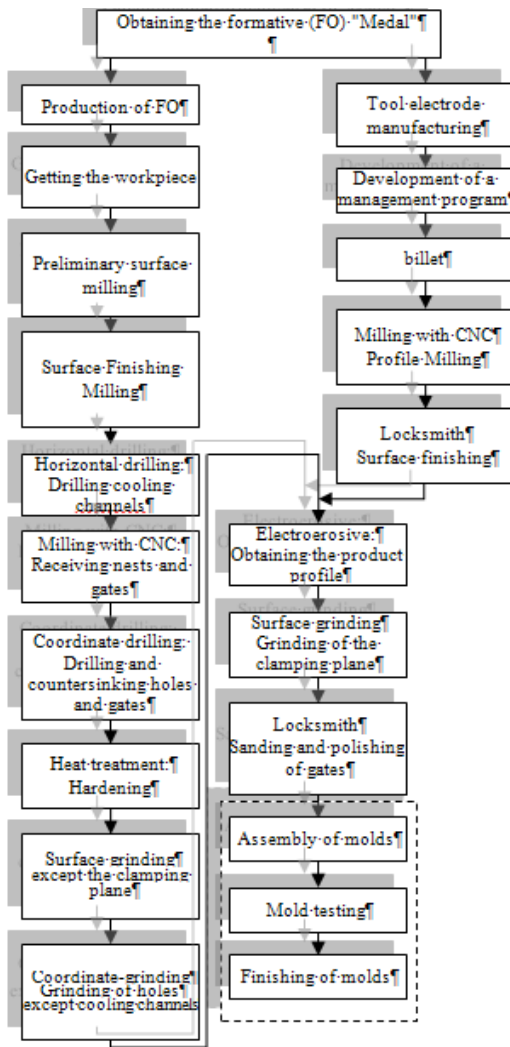 Obtaining·the·formative·(FO)·"Medal"¶
¶
Production·of·FO¶
Getting·the·workpiece
Preliminary·surface·
milling¶
Surface·Finishing·
Milling¶
Horizontal·drilling:¶
Drilling·cooling·
channels¶
Milling·with·CNC:¶
Receiving·nests·and·
gates¶
Coordinate·drilling:·
Drilling·and·
countersinking·holes·
and·gates¶
Heat·treatment:¶
Hardening¶
Surface·grinding¶
except·the·clamping·
plane¶
Coordinate-grinding¶
Grinding·of·holes¶
except·cooling·channels
Tool·electrode·
manufacturing¶
Development·of·a·
management·program¶
billet¶
Milling·with·CNC¶
Profile·Milling¶
Locksmith¶
Surface·finishing¶
Electroerosive:¶
Obtaining·the·product·
profile¶
Surface·grinding¶
Grinding·of·the·
clamping·plane¶
Locksmith¶
Sanding·and·polishing·
of·gates¶
Assembly·of·molds¶
Mold·testing¶
Finishing·of·molds¶